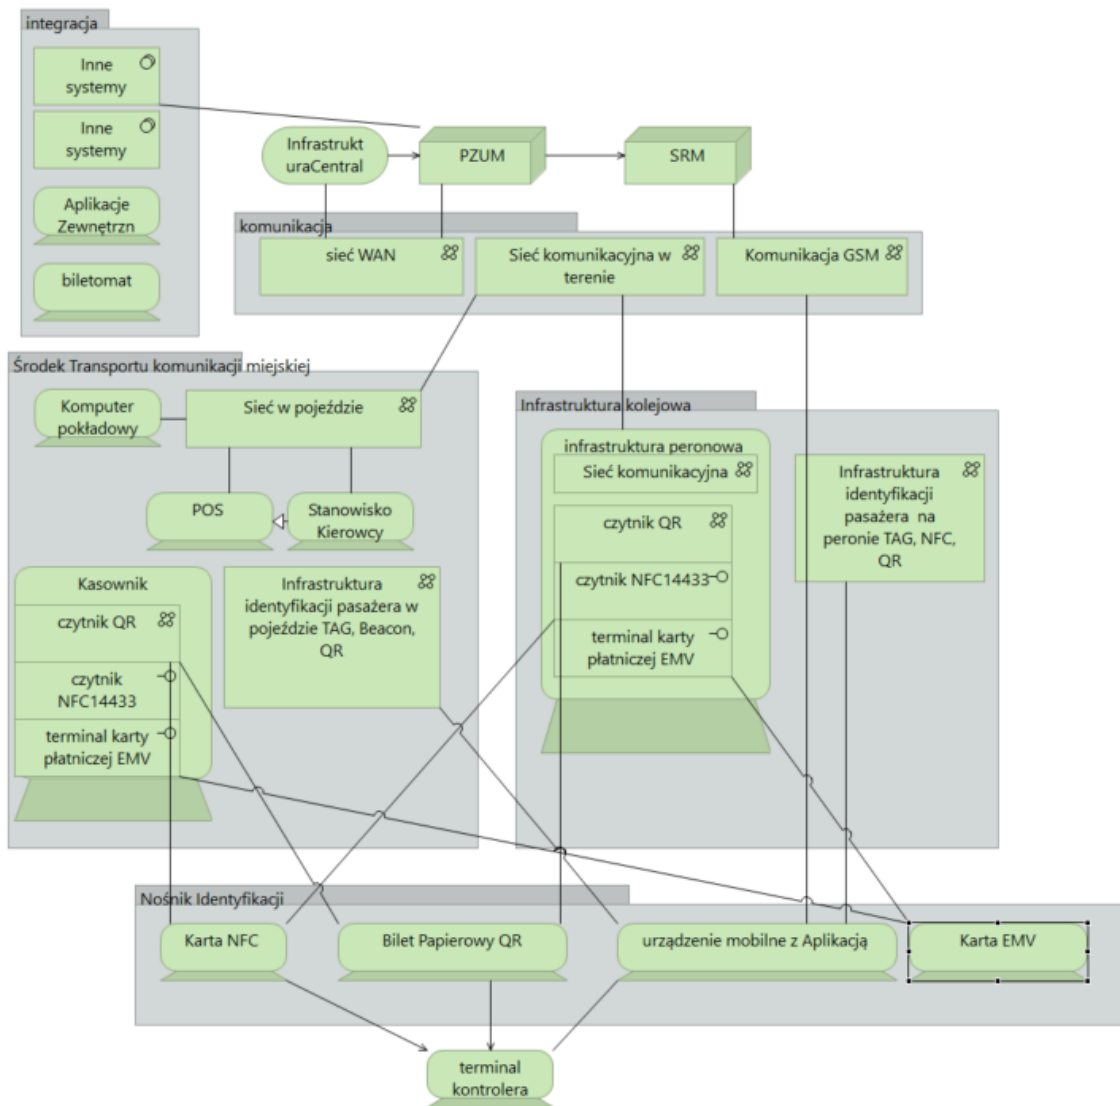 integracja
Inne
systemy
Inne
systemy
Aplikacje
Zewnętrzn
biletomat
Infrastrukt
uraCentral
PZUM
SRM
komunikacja
sieć WAN
Sieć komunikacyjna w
terenie
Komunikacja GSM
Środek Transportu komunikacji miejskiej
Komputer
pokładowy
Sieć w pojeździe
POS
Stanowisko
Kierowcy
Kasownik
czytnik QR
czytnik
NFC14433
terminal karty
płatniczej EMV
Infrastruktura
identyfikacji pasażera w
pojeździe TAG, Beacon,
QR
Infrastruktura kolejowa
infrastruktura peronowa
Sieć komunikacyjna
czytnik QR
czytnik NFC14433
terminal karty
płatniczej EMV
Infrastruktura
identyfikacji
pasażera na
peronie TAG, NFC,
QR
Nośnik Identyfikacji
Karta NFC
Bilet Papierowy QR
urządzenie mobilne z Aplikacją
Karta EMV
terminal
kontrolera